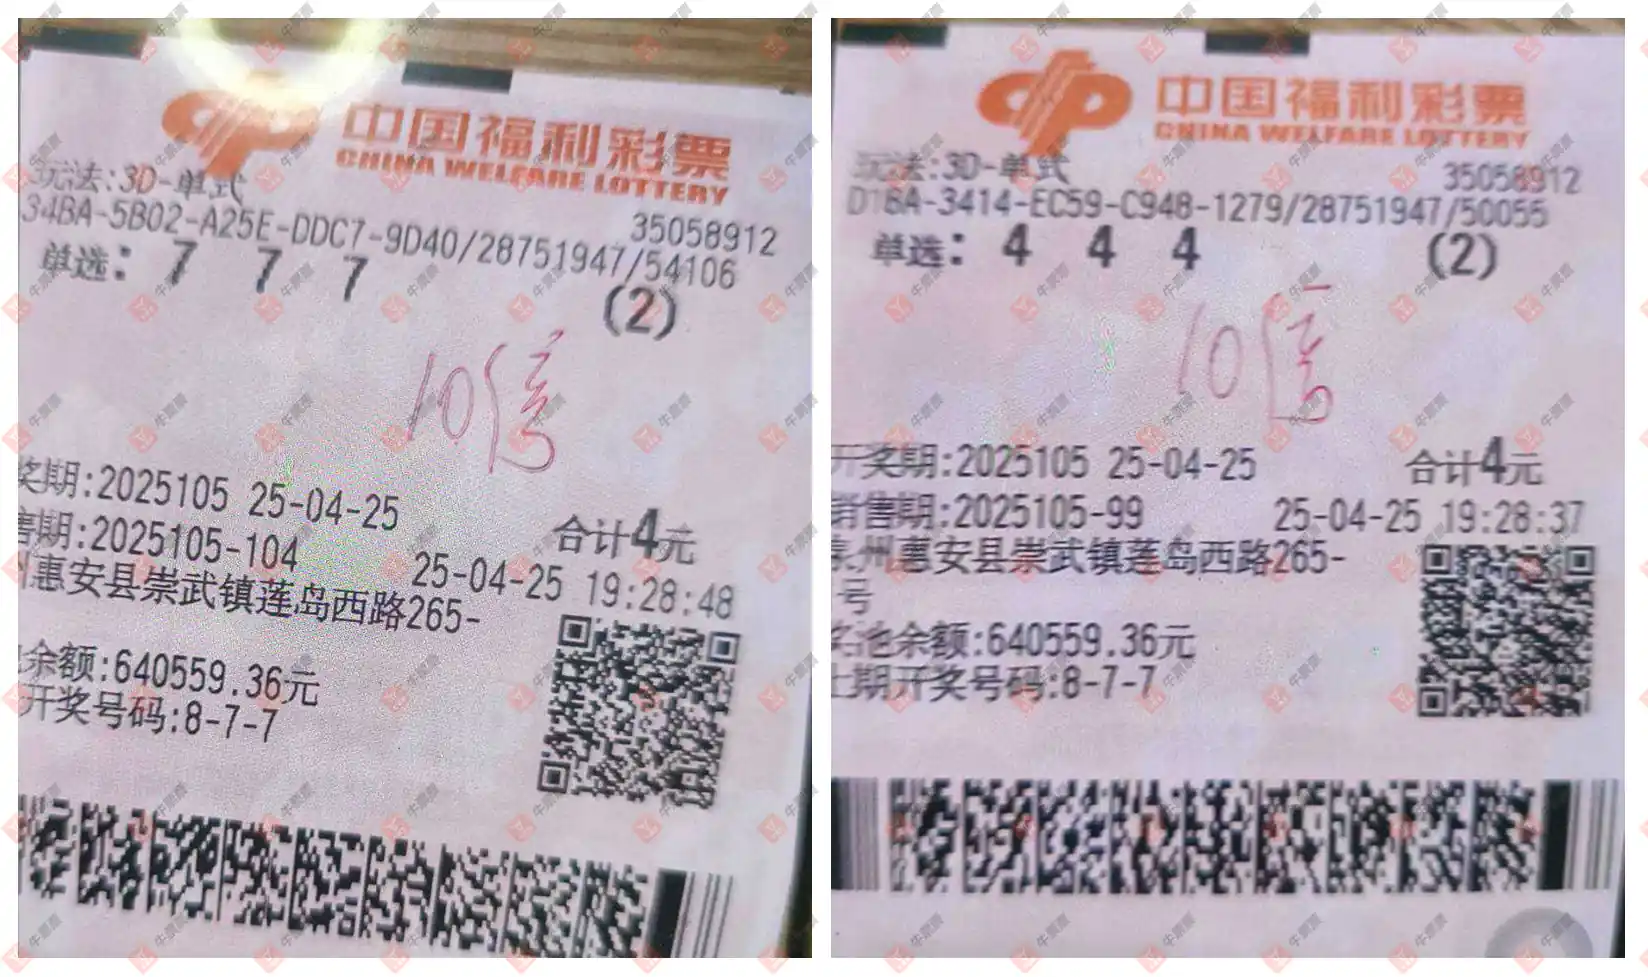 中国福利彩票
CHINA WELFARE LOTTERY
玩法:3D-单式
35058912
34BA-5B02-A25E-DDC7-9D40/28751947/54106
单选: 7 7 7 (2)
10倍
奖期:2025105 25-04-25
合计4元
售期:2025105-104 25-04-25 19:28:48
州惠安县崇武镇莲岛西路265-
余额:640559.36元
开奖号码:8-7-7
中国福利彩票
CHINA WELFARE LOTTERY
玩法:3D-单式
35058912
D1BA-3414-EC59-C948-1279/28751947/50055
单选: 4 4 4 (2)
10倍
开奖期:2025105 25-04-25
合计4元
销售期:2025105-99 25-04-25 19:28:37
泉州惠安县崇武镇莲岛西路265-
号
奖池余额:640559.36元
上期开奖号码:8-7-7
牛票票